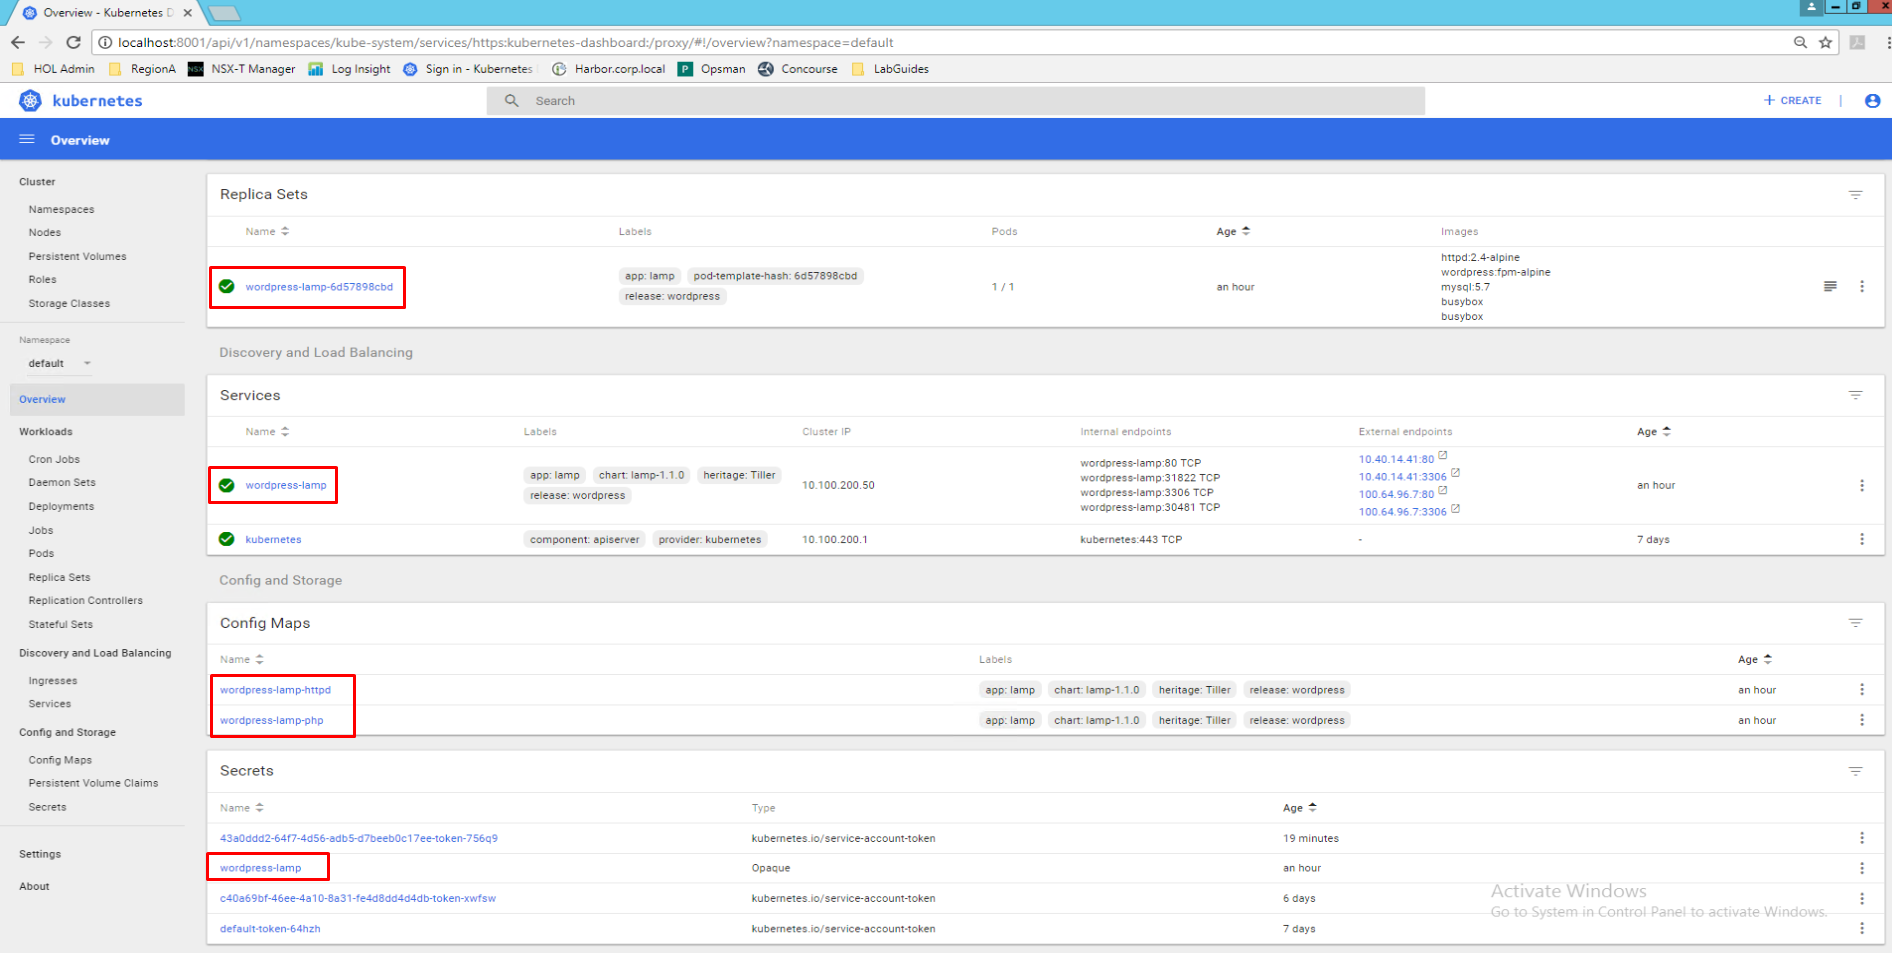 Overview - Kubernetes D
localhost:8001/api/v1/namespaces/kube-system/services/https:kubernetes-dashboard:/proxy/#!/overview?namespace=default
HOL Admin RegionA NSX NSX-T Manager Log Insight Sign in - Kubernetes Harbor.corp.local P Opsman Concourse LabGuides
kubernetes
Search
+ CREATE
Overview
Cluster
Namespaces
Nodes
Persistent Volumes
Roles
Storage Classes
Namespace
default
Overview
Workloads
Cron Jobs
Daemon Sets
Deployments
Jobs
Pods
Replica Sets
Replication Controllers
Stateful Sets
Discovery and Load Balancing
Ingresses
Services
Config and Storage
Config Maps
Persistent Volume Claims
Secrets
Settings
About
Replica Sets
Name Labels Pods Age Images
wordpress-lamp-6d57898cbd
app: lamp pod-template-hash: 6d57898cbd
release: wordpress
1 / 1
an hour
httpd:2.4-alpine
wordpress:fpm-alpine
mysql:5.7
busybox
busybox
Discovery and Load Balancing
Services
Name Labels Cluster IP Internal endpoints External endpoints Age
wordpress-lamp
app: lamp chart: lamp-1.1.0 heritage: Tiller
release: wordpress
10.100.200.50
wordpress-lamp:80 TCP
wordpress-lamp:31822 TCP
wordpress-lamp:3306 TCP
wordpress-lamp:30481 TCP
10.40.14.41:80
10.40.14.41:3306
100.64.96.7:80
100.64.96.7:3306
an hour
kubernetes component: apiserver provider: kubernetes 10.100.200.1 kubernetes:443 TCP - 7 days
Config and Storage
Config Maps
Name Labels Age
wordpress-lamp-httpd app: lamp chart: lamp-1.1.0 heritage: Tiller release: wordpress an hour
wordpress-lamp-php app: lamp chart: lamp-1.1.0 heritage: Tiller release: wordpress an hour
Secrets
Name Type Age
43a0ddd2-64f7-4d56-adb5-d7beeb0c17ee-token-756q9 kubernetes.io/service-account-token 19 minutes
wordpress-lamp Opaque an hour
c40a69bf-46ee-4a10-8a31-fe4d8dd4d4db-token-xwfsw kubernetes.io/service-account-token 6 days
default-token-64hzh kubernetes.io/service-account-token 7 days
Activate Windows
Go to System in Control Panel to activate Windows.